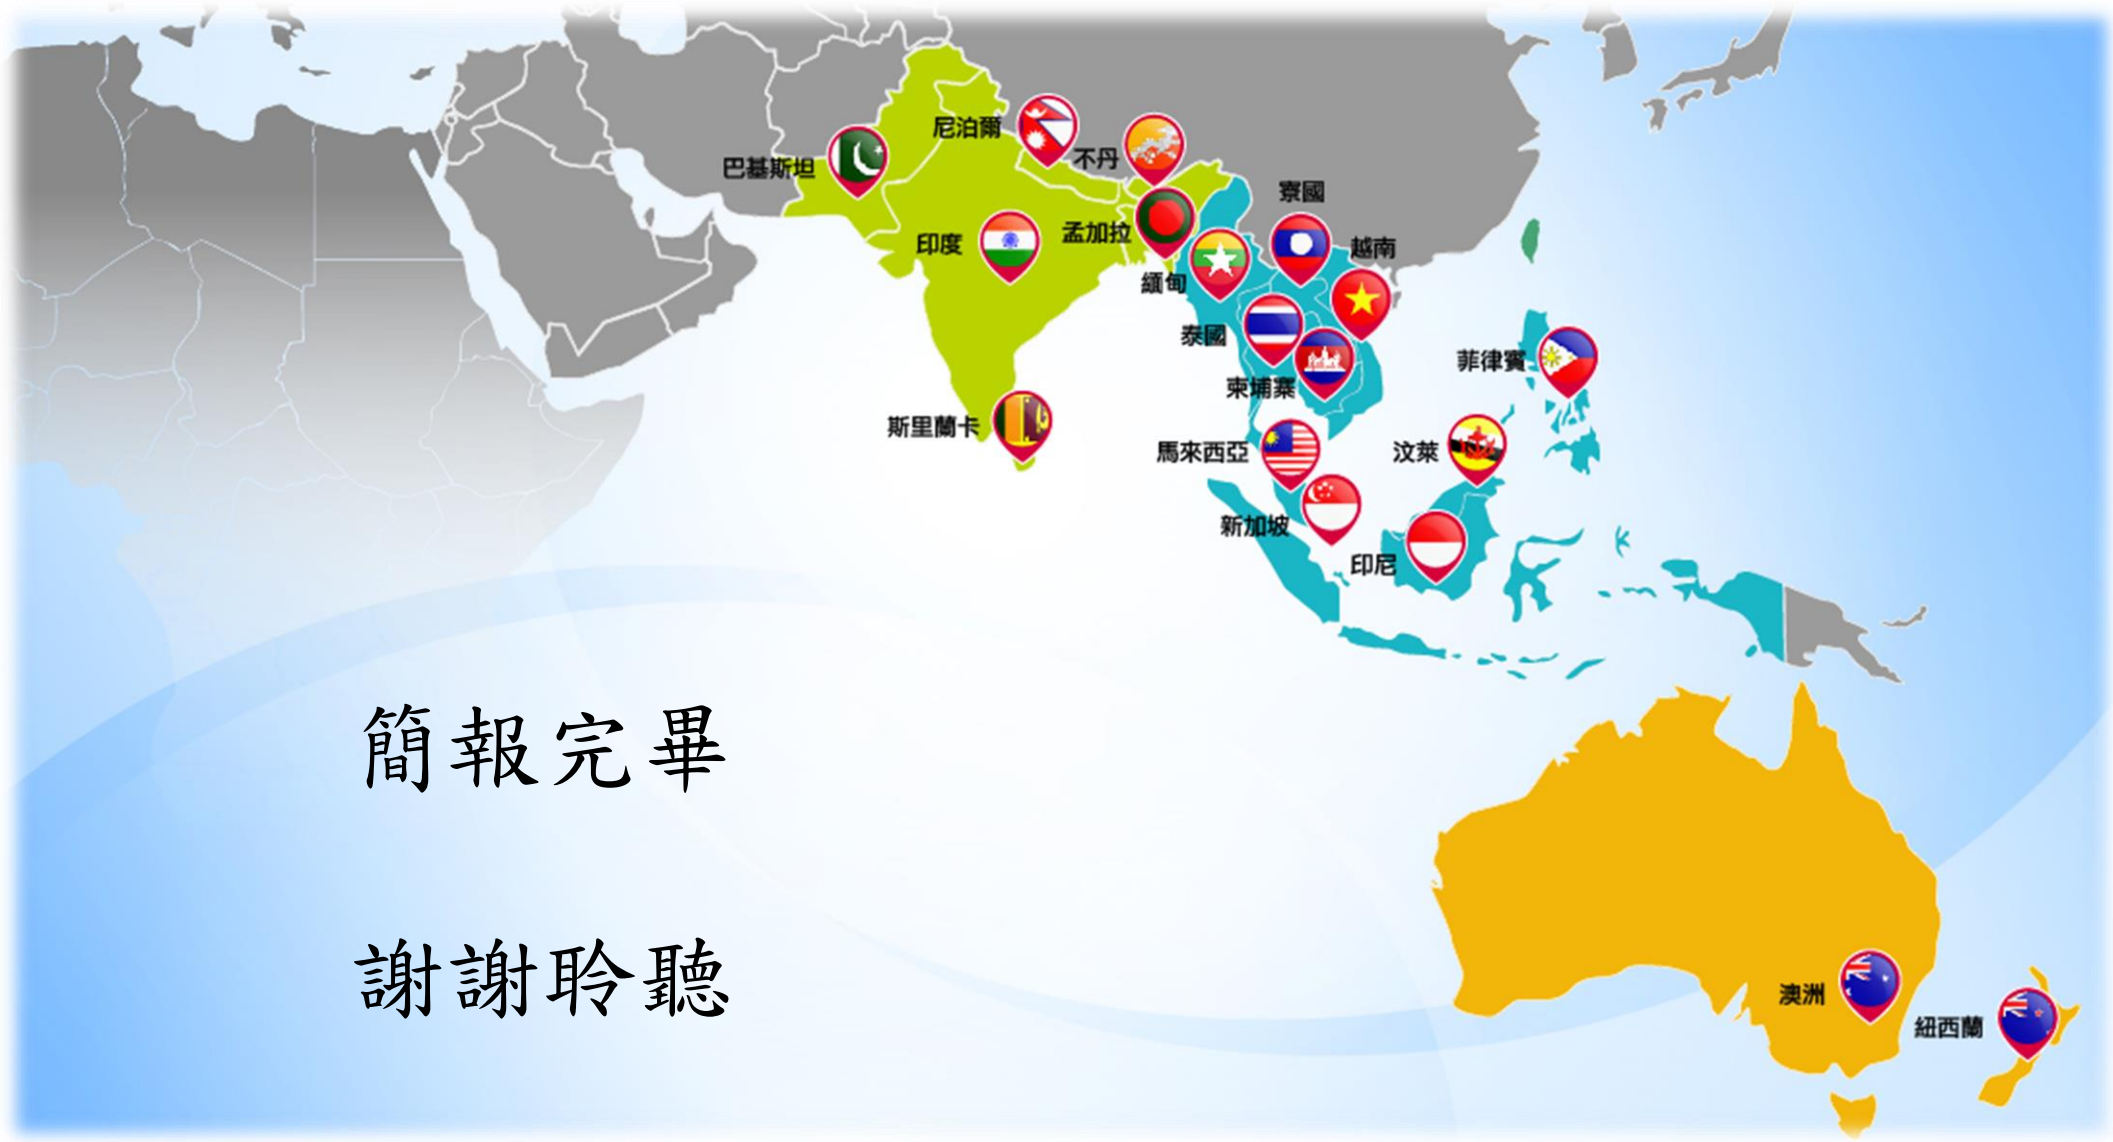 尼泊爾
不丹
巴基斯坦
寮國
孟加拉
印度
越南
緬甸
泰國
菲律賓
柬埔寨
斯里蘭卡
馬來西亞
汶萊
新加坡
印尼
簡報完畢
謝謝聆聽
澳洲
紐西蘭